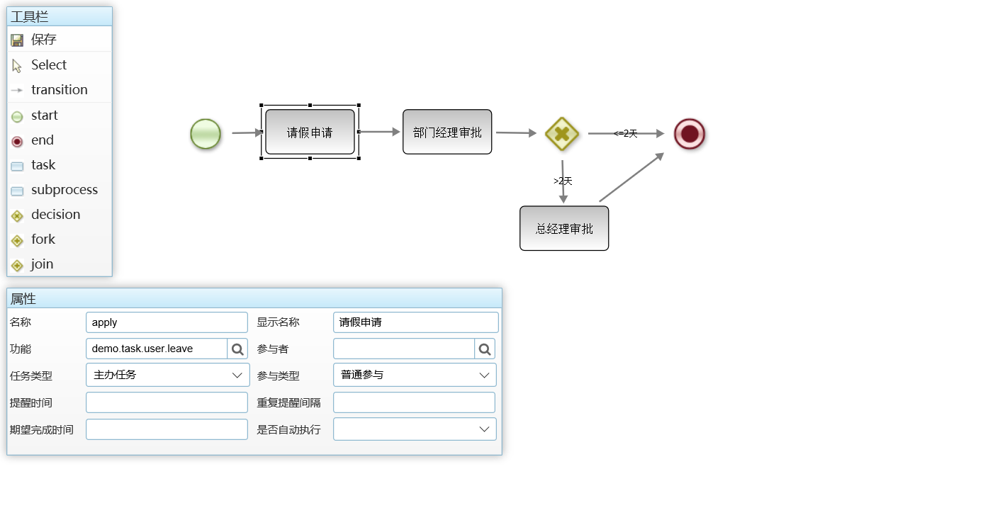 工具栏
保存
Select
transition
start
end
task
subprocess
decision
fork
join
请假申请
部门经理审批
<=2天
>2天
总经理审批
属性
名称 apply 显示名称 请假申请
功能 demo.task.user.leave 参与者
任务类型 主办任务 参与类型 普通参与
提醒时间 重复提醒间隔
期望完成时间 是否自动执行